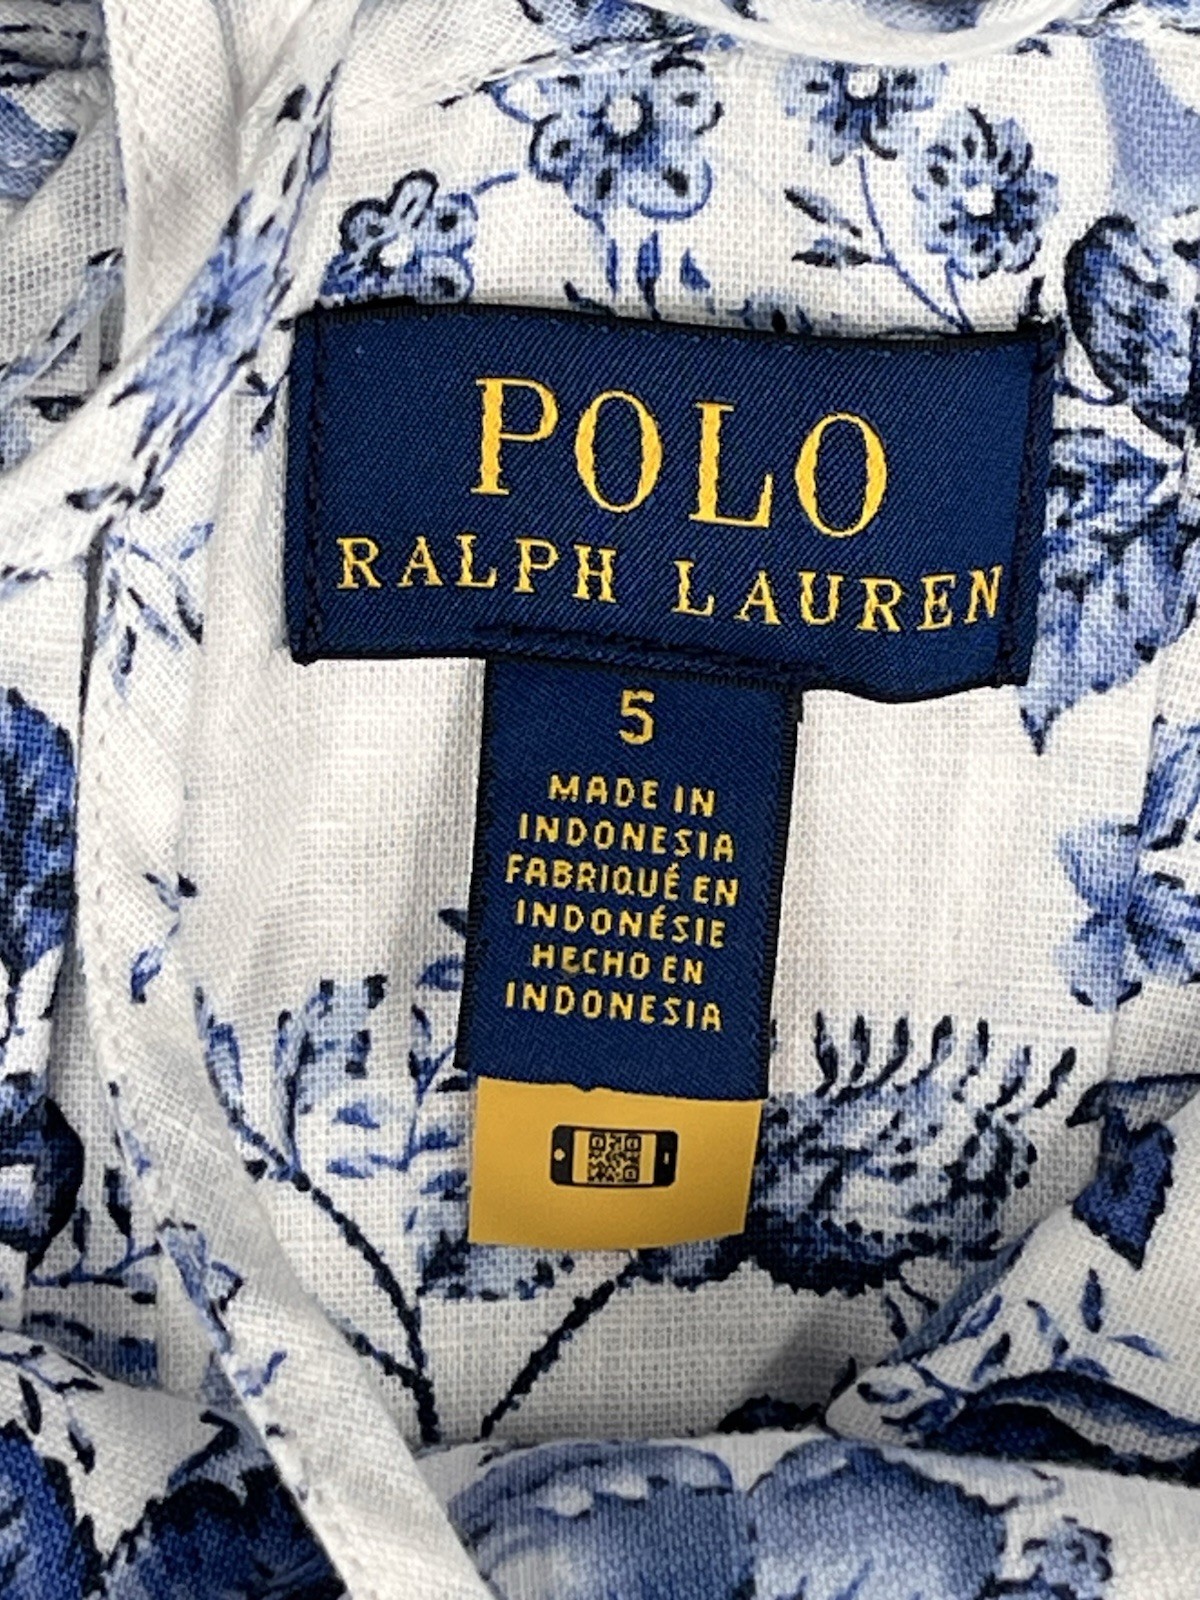 POLO
RALPH LAUREN
5
MADE IN
INDONESIA
FABRIQUÉ EN
INDONÉSIE
HECHO EN
INDONESIA